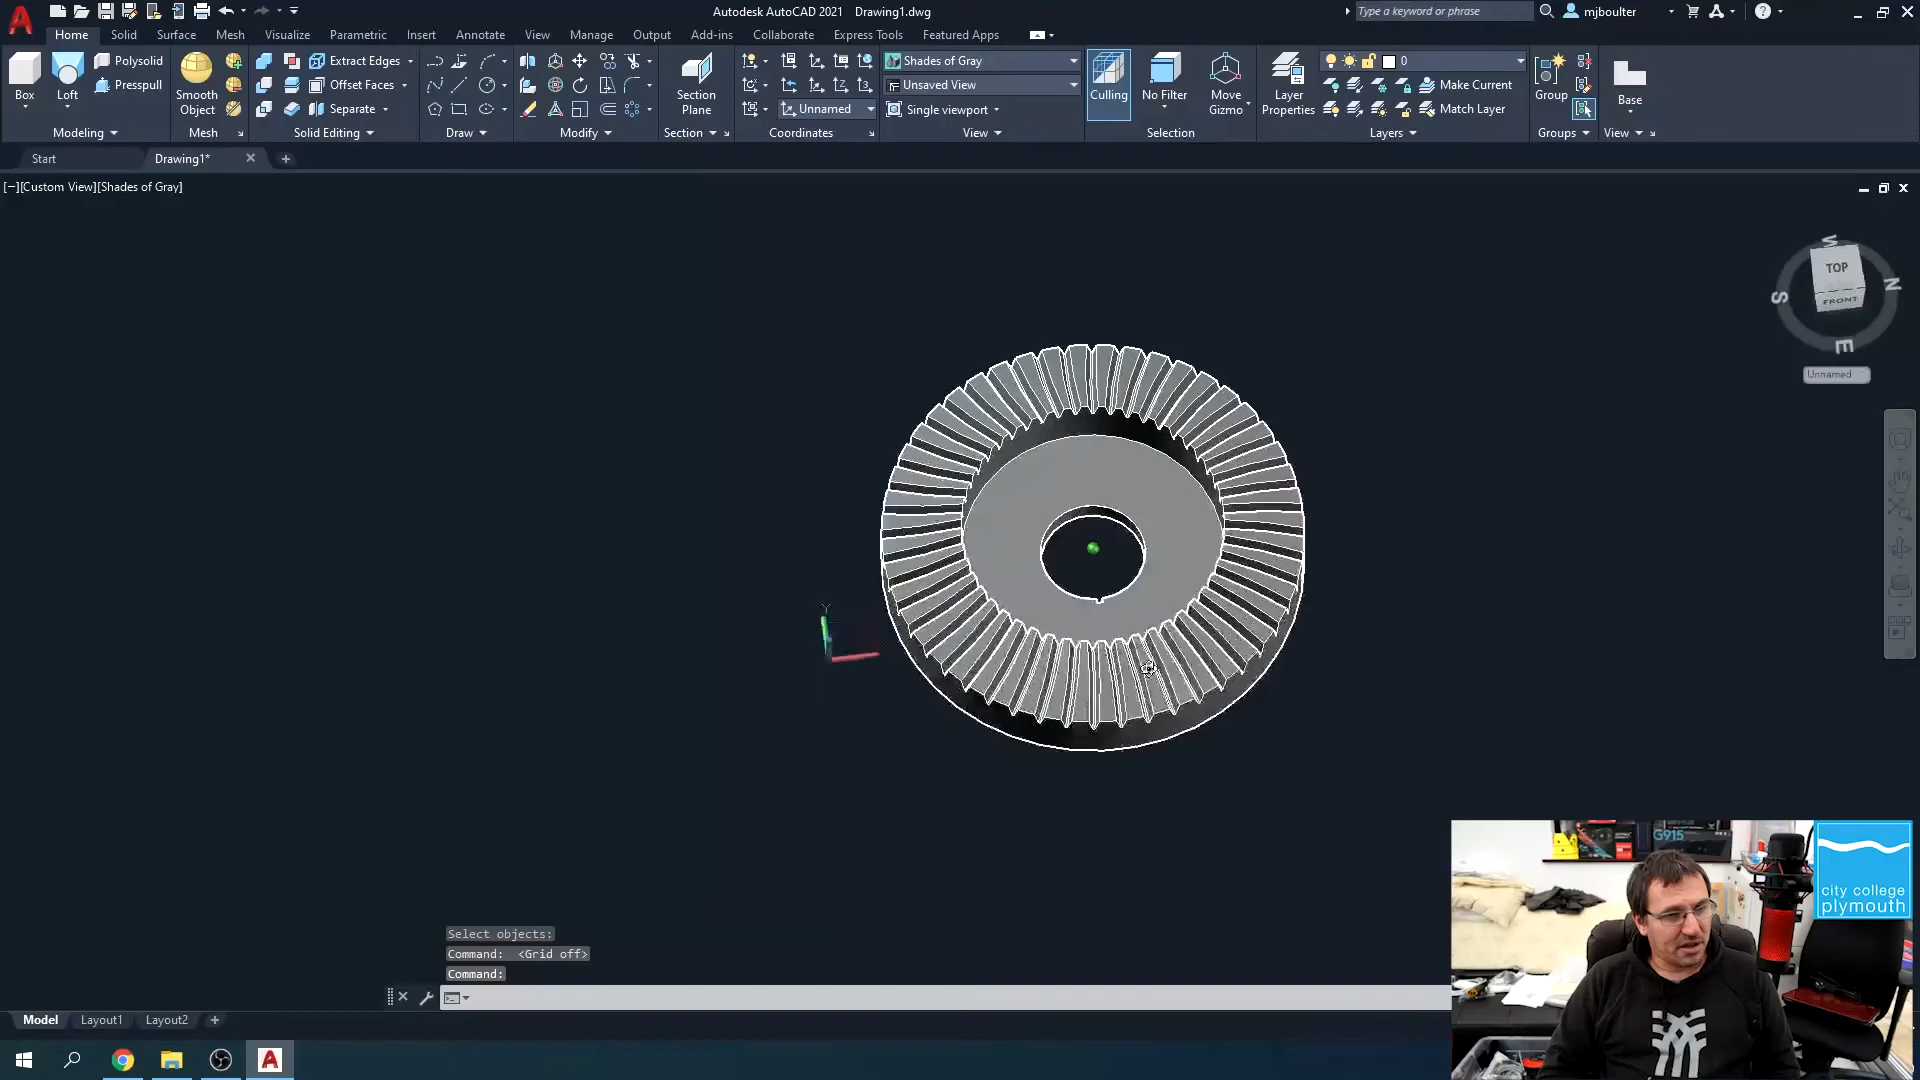 Autodesk AutoCAD 2021 Drawing1.dwg
Type a keyword or phrase
mjboulter
Home Solid Surface Mesh Visualize Parametric Insert Annotate View Manage Output Add-ins Collaborate Express Tools Featured Apps
Box
Loft
Polysolid
Presspull
Modeling
Smooth
Object
Mesh
Extract Edges
Offset Faces
Separate
Solid Editing
Draw
Modify
Section
Plane
Section
Unnamed
Coordinates
Shades of Gray
Unsaved View
Single viewport
View
Culling
No Filter
Move
Gizmo
Selection
Layer
Properties
0
Make Current
Match Layer
Layers
Group
Groups
Base
View
Start
Drawing1*
[−][Custom View][Shades of Gray]
W
TOP
FRONT
S
N
E
Unnamed
Y
Select objects:
Command: <Grid off>
Command:
Model Layout1 Layout2
G915
city college
plymouth